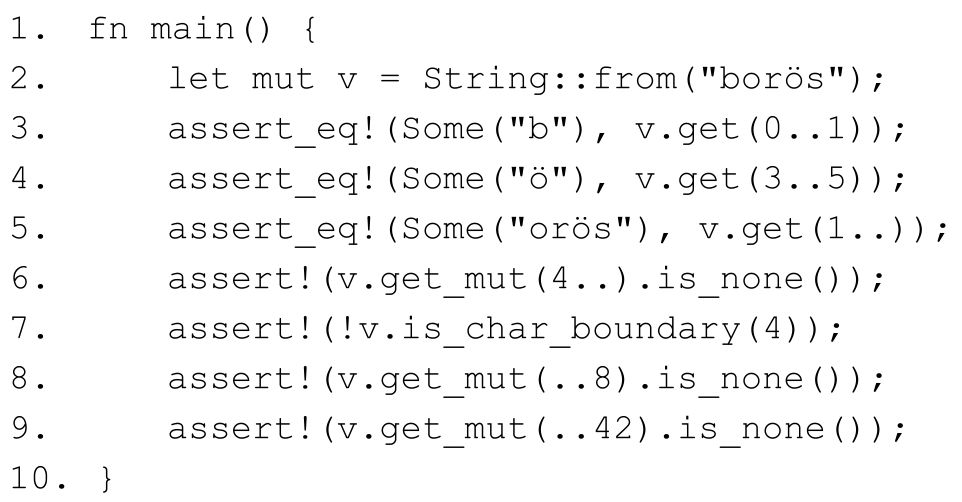 1. fn main() {
2.     let mut v = String::from("borös");
3.     assert_eq!(Some("b"), v.get(0..1));
4.     assert_eq!(Some("ö"), v.get(3..5));
5.     assert_eq!(Some("orös"), v.get(1..));
6.     assert!(v.get_mut(4..).is_none());
7.     assert!(!v.is_char_boundary(4));
8.     assert!(v.get_mut(..8).is_none());
9.     assert!(v.get_mut(..42).is_none());
10. }